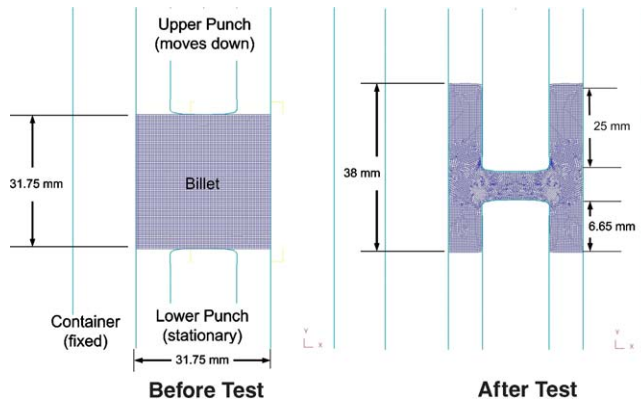 Upper Punch
(moves down)
31.75 mm
Billet
Container
(fixed)
Lower Punch
(stationary)
31.75 mm
Before Test
38 mm
25 mm
6.65 mm
Y
X
Y
X
After Test